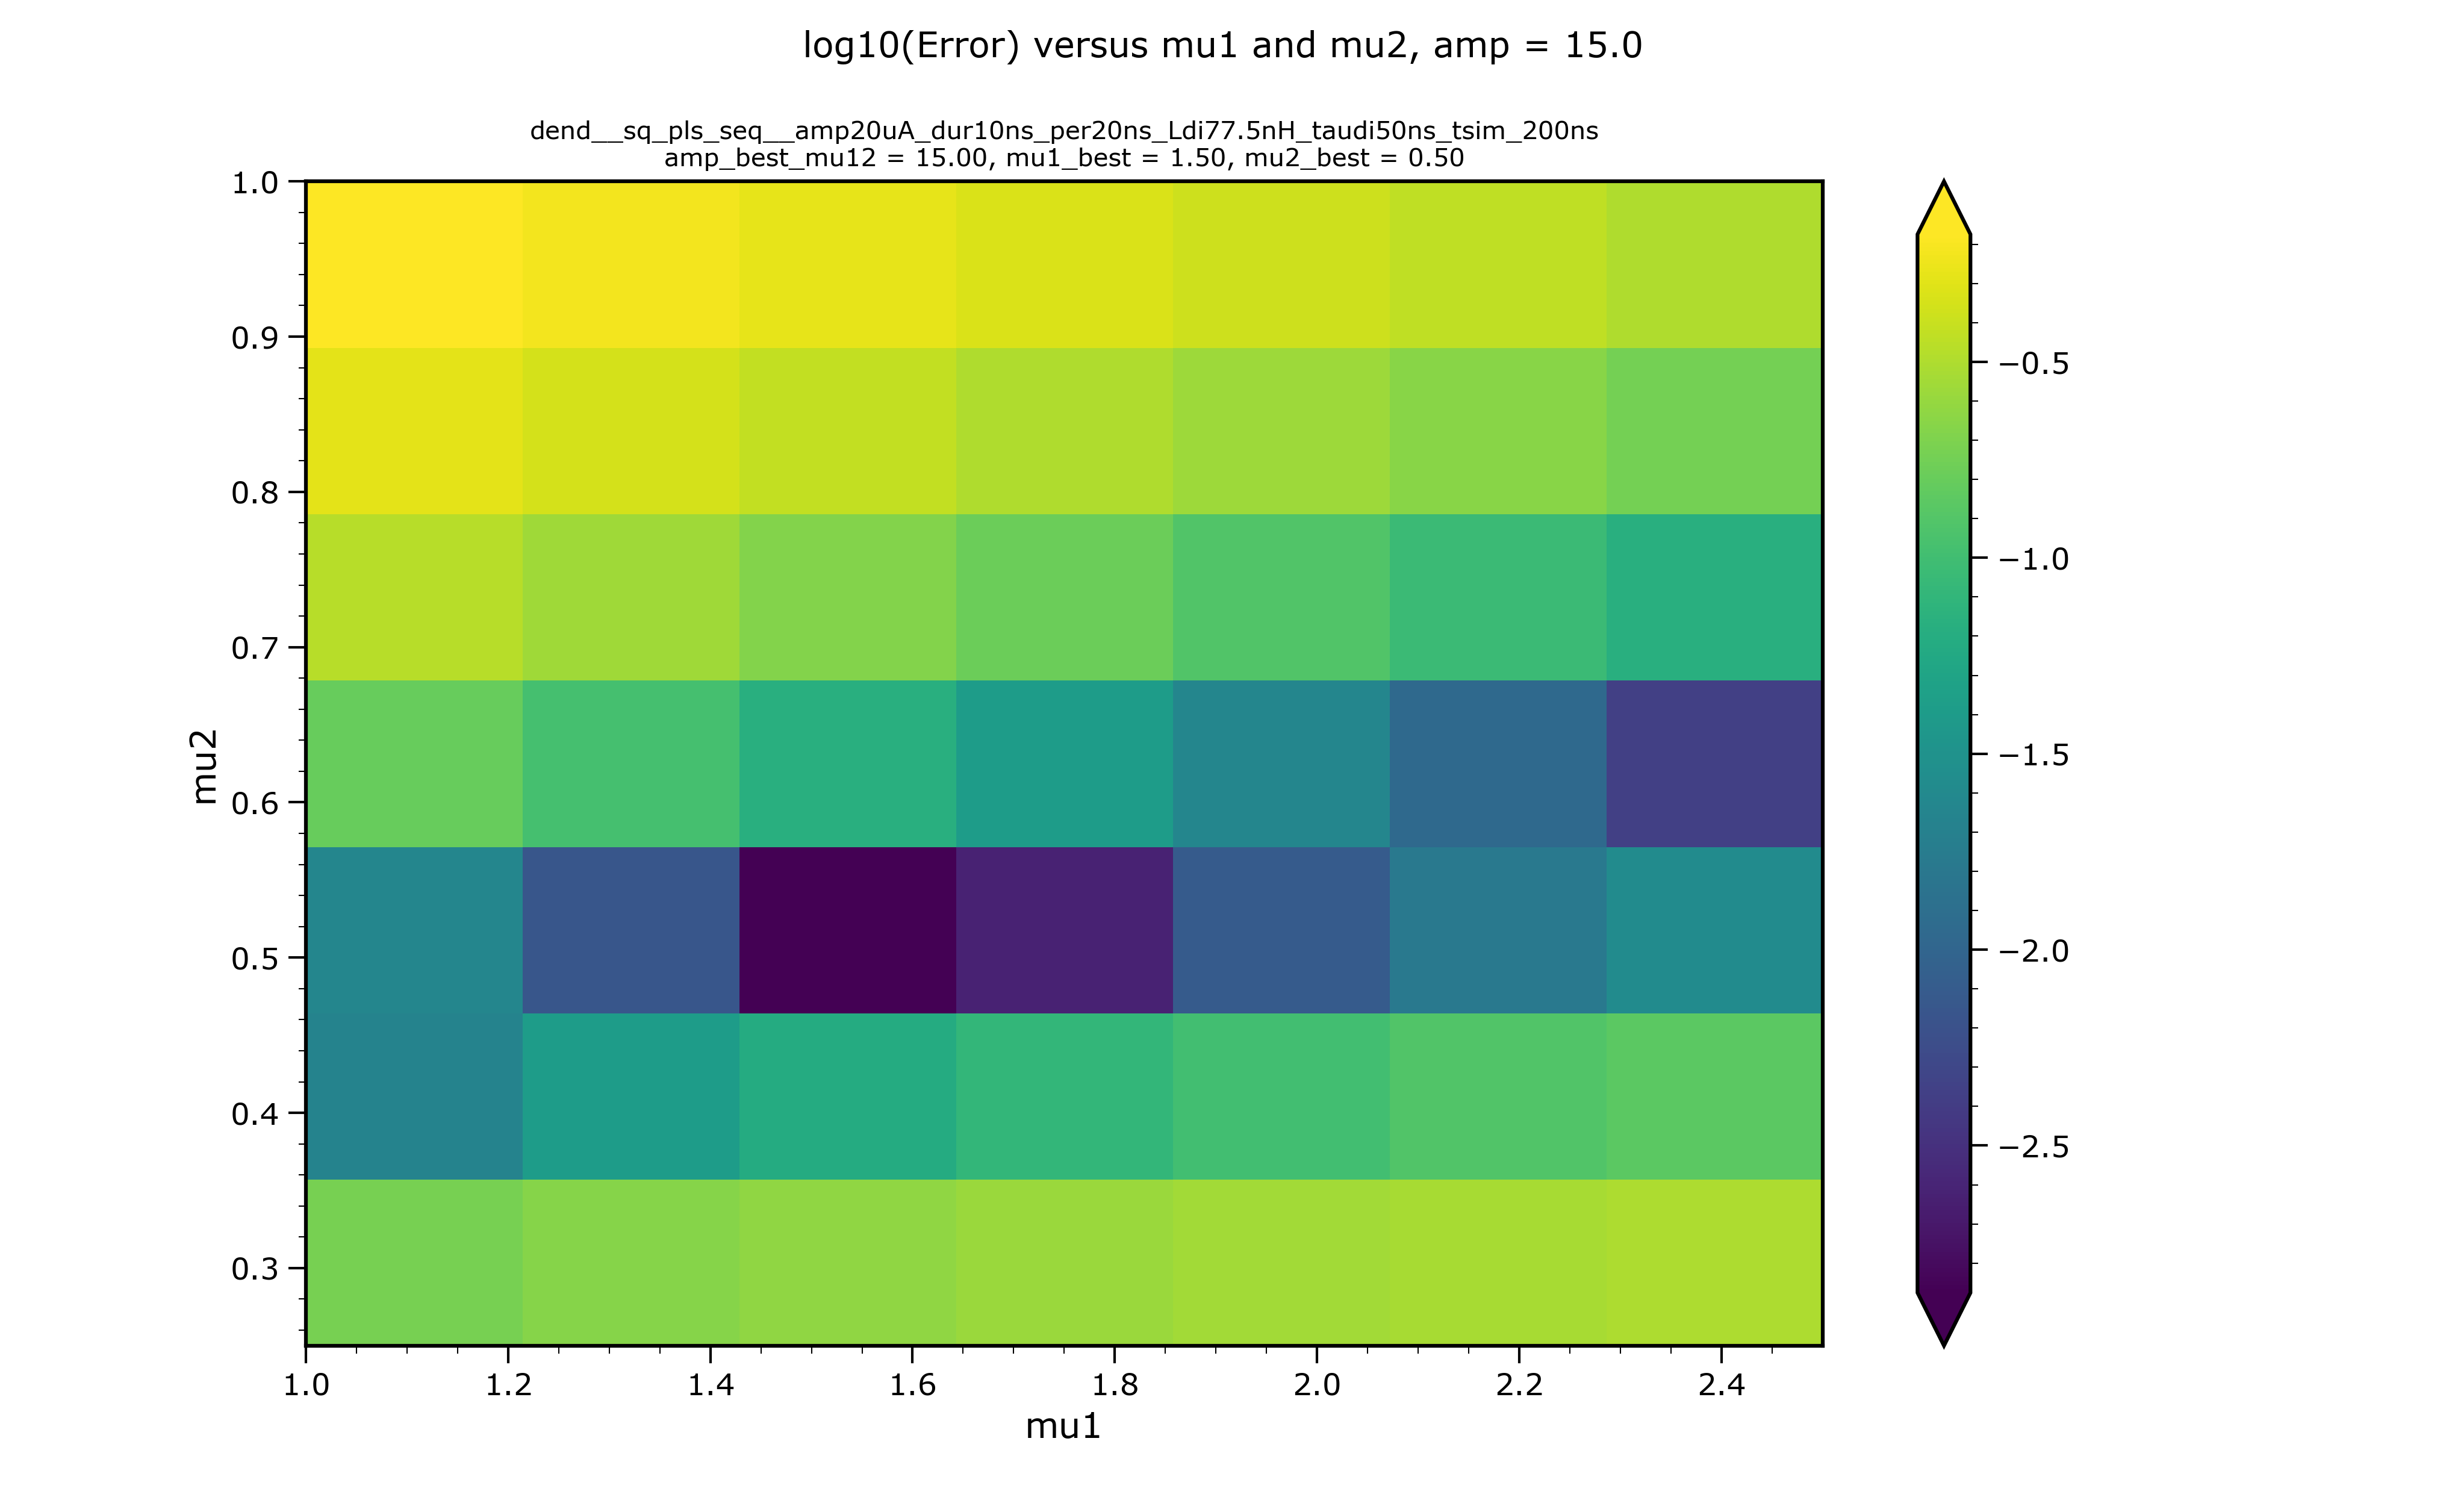 log10(Error) versus mu1 and mu2, amp = 15.0
dend__sq_pls_seq__amp20uA_dur10ns_per20ns_Ldi77.5nH_taudi50ns_tsim_200ns
amp_best_mu12 = 15.00, mu1_best = 1.50, mu2_best = 0.50
1.0
0.9
0.8
0.7
0.6
0.5
0.4
0.3
mu2
1.0 1.2 1.4 1.6 1.8 2.0 2.2 2.4
mu1
−0.5
−1.0
−1.5
−2.0
−2.5